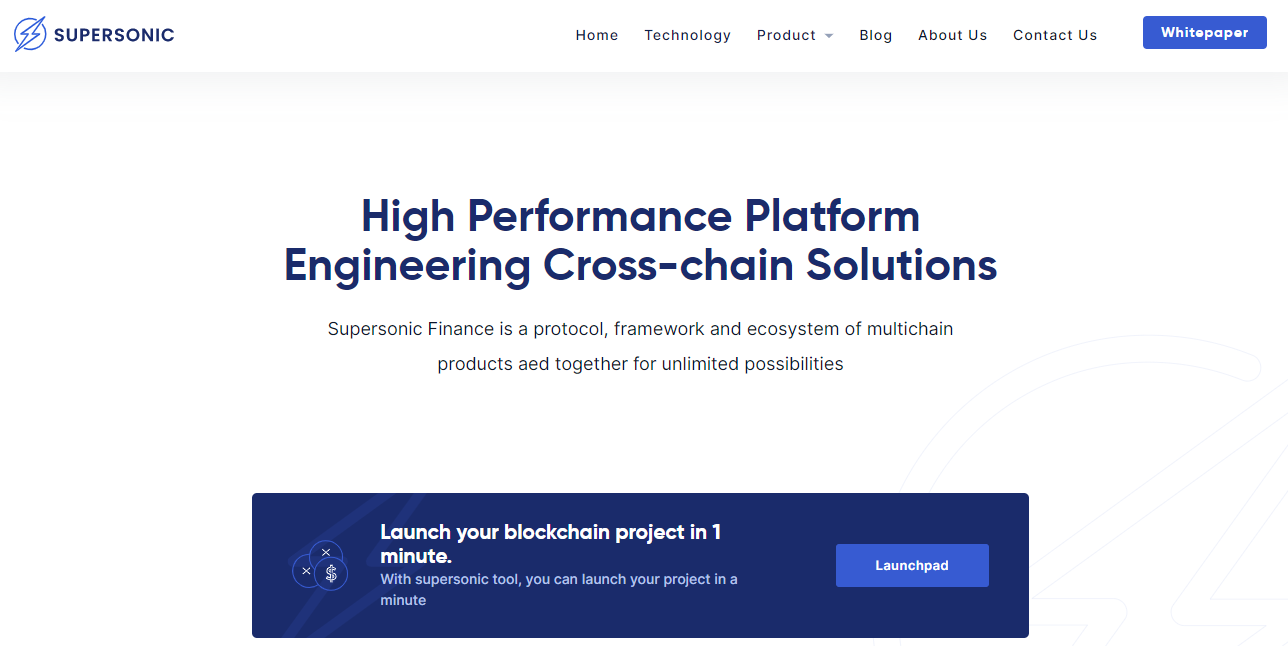 SUPERSONIC
Home Technology Product Blog About Us Contact Us Whitepaper
High Performance Platform
Engineering Cross-chain Solutions
Supersonic Finance is a protocol, framework and ecosystem of multichain
products aed together for unlimited possibilities
Launch your blockchain project in 1
minute.
With supersonic tool, you can launch your project in a
minute
Launchpad